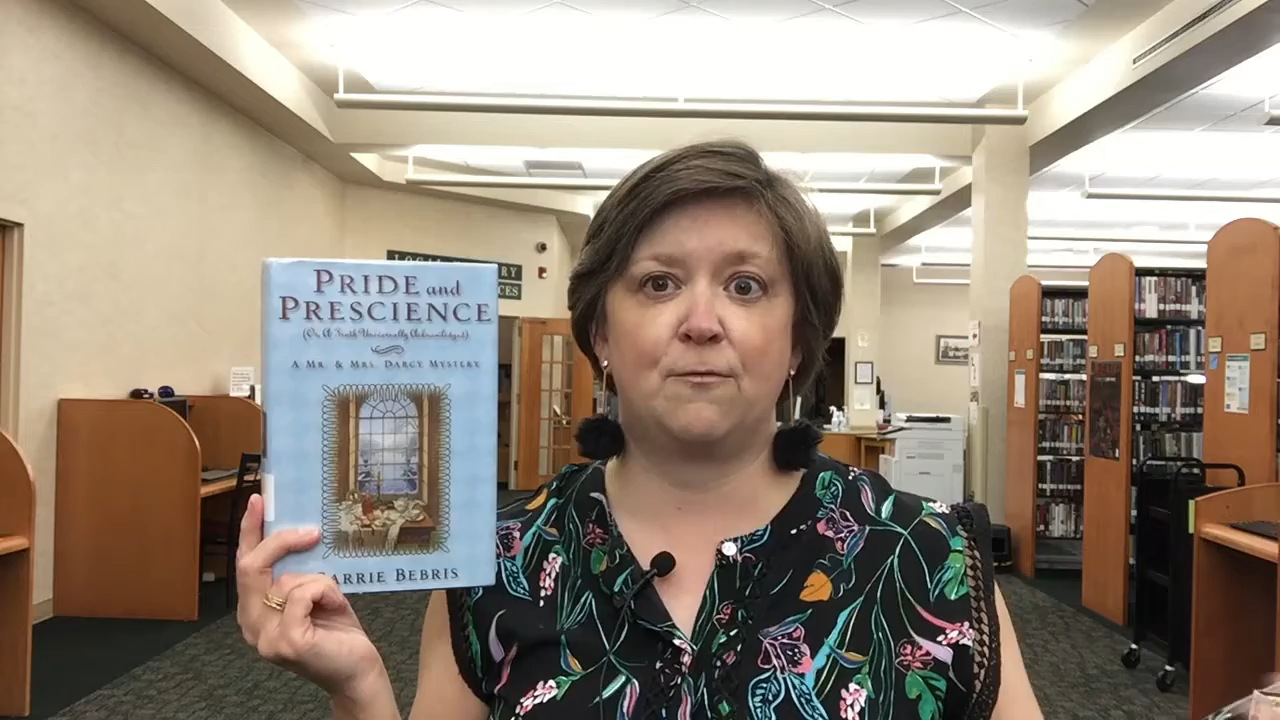 PRIDE and
PRESCIENCE
(Or, A Truth Universally Acknowledged)
A MR. & MRS. DARCY MYSTERY
CARRIE BEBRIS